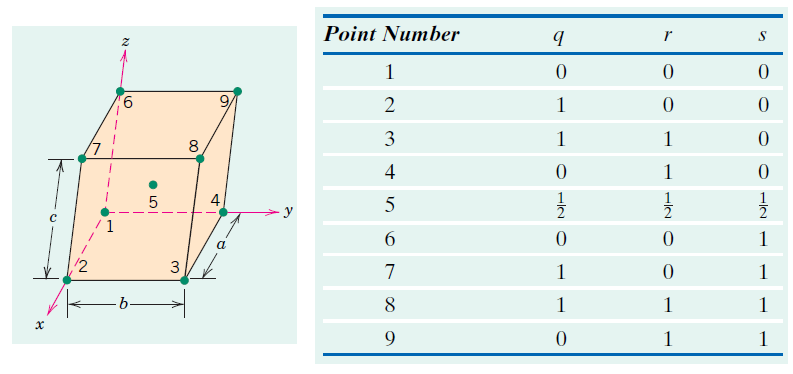 z
6
9
7
8
5
4
y
c
1
a
2
3
b
x
Point Number q r s
1 0 0 0
2 1 0 0
3 1 1 0
4 0 1 0
5 1/2 1/2 1/2
6 0 0 1
7 1 0 1
8 1 1 1
9 0 1 1